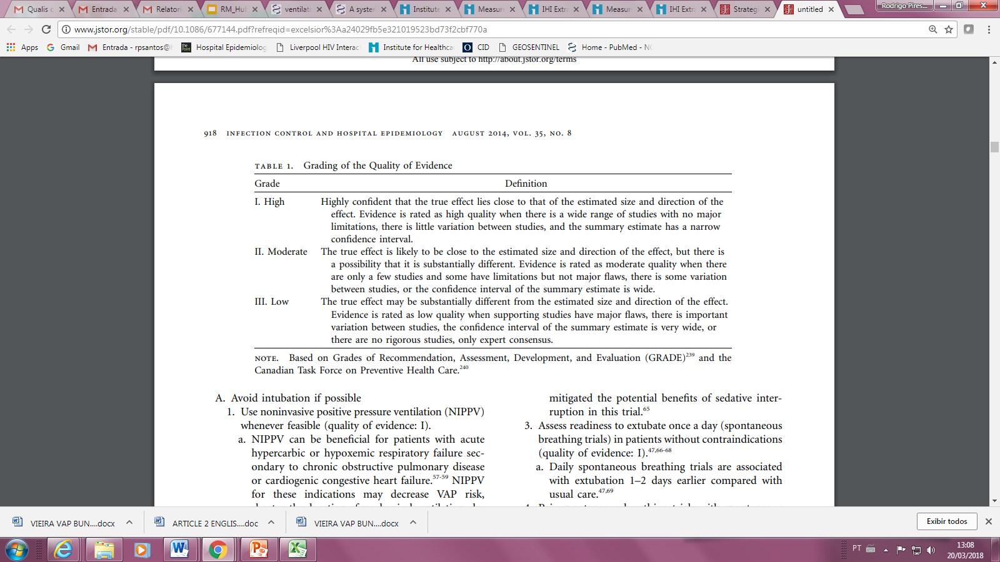 Qualis c
Entrada
Relatori
RM_Hu
ventilat
A system
Institute
Measure
IHI Extra
Measur
IHI Extra
Strateg
untitled
Rodrigo Pires...
www.jstor.org/stable/pdf/10.1086/677144.pdf?refreqid=excelsior%3Aa24029fb5e321019523bd73f2cbf770a
Apps
Gmail
Entrada - rpsantos@
Hospital Epidemiolog
Liverpool HIV Interac
Institute for Healthca
CID
GEOSENTINEL
Home - PubMed - NC
All use subject to http://about.jstor.org/terms
918 INFECTION CONTROL AND HOSPITAL EPIDEMIOLOGY AUGUST 2014, VOL. 35, NO. 8
TABLE 1. Grading of the Quality of Evidence
Grade Definition
I. High Highly confident that the true effect lies close to that of the estimated size and direction of the
effect. Evidence is rated as high quality when there is a wide range of studies with no major
limitations, there is little variation between studies, and the summary estimate has a narrow
confidence interval.
II. Moderate The true effect is likely to be close to the estimated size and direction of the effect, but there is
a possibility that it is substantially different. Evidence is rated as moderate quality when there
are only a few studies and some have limitations but not major flaws, there is some variation
between studies, or the confidence interval of the summary estimate is wide.
III. Low The true effect may be substantially different from the estimated size and direction of the effect.
Evidence is rated as low quality when supporting studies have major flaws, there is important
variation between studies, the confidence interval of the summary estimate is very wide, or
there are no rigorous studies, only expert consensus.
NOTE. Based on Grades of Recommendation, Assessment, Development, and Evaluation (GRADE)239 and the
Canadian Task Force on Preventive Health Care.240
A. Avoid intubation if possible
1. Use noninvasive positive pressure ventilation (NIPPV)
whenever feasible (quality of evidence: I).
a. NIPPV can be beneficial for patients with acute
hypercarbic or hypoxemic respiratory failure sec-
ondary to chronic obstructive pulmonary disease
or cardiogenic congestive heart failure.57-59 NIPPV
for these indications may decrease VAP risk,
mitigated the potential benefits of sedative inter-
ruption in this trial.65
3. Assess readiness to extubate once a day (spontaneous
breathing trials) in patients without contraindications
(quality of evidence: I).47,66-68
a. Daily spontaneous breathing trials are associated
with extubation 1–2 days earlier compared with
usual care.47,69
VIEIRA VAP BUN....docx
ARTICLE 2 ENGLIS....doc
VIEIRA VAP BUN....docx
Exibir todos
PT
13:08
20/03/2018